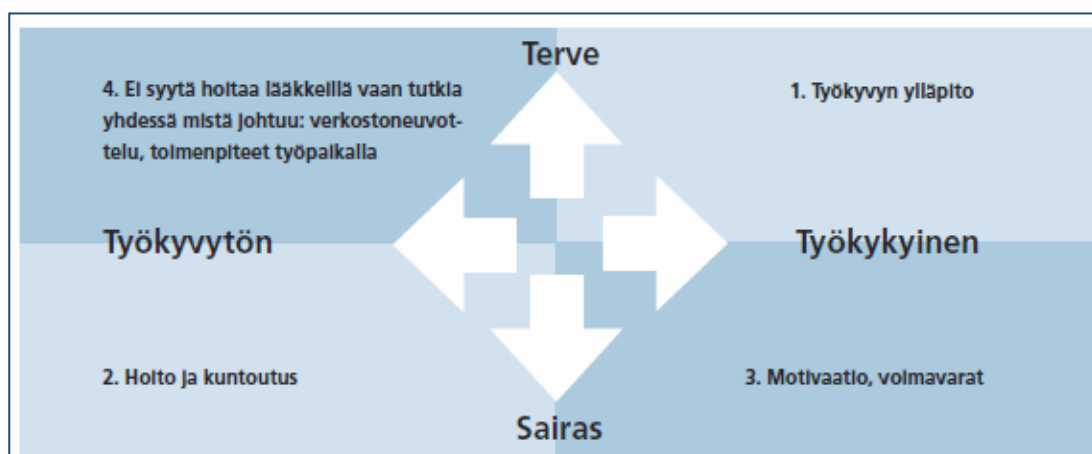 Terve
4. Ei syytä hoitaa lääkkeillä vaan tutkia
yhdessä mistä johtuu: verkostoneuvot-
telu, toimenpiteet työpaikalla
1. Työkyvyn ylläpito
Työkyvytön
Työkykyinen
2. Hoito ja kuntoutus
3. Motivaatio, voimavarat
Sairas